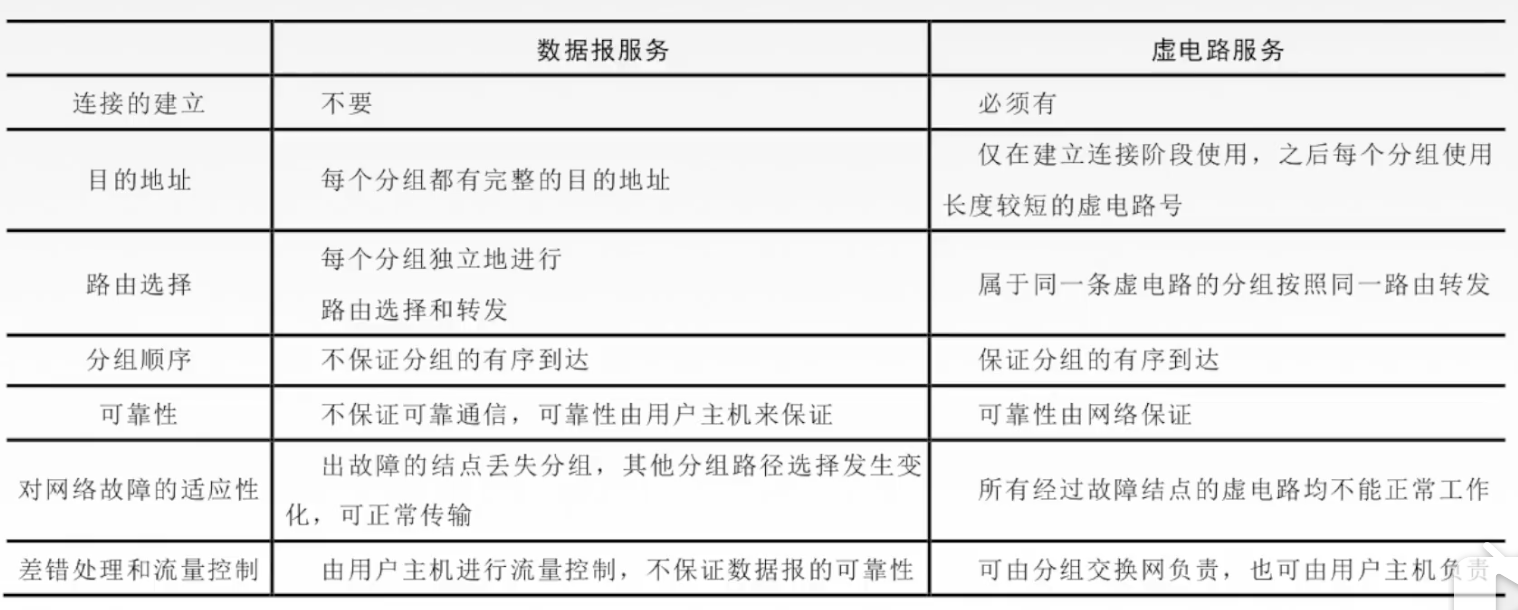 数据报服务 虚电路服务
连接的建立 不要 必须有
目的地址 每个分组都有完整的目的地址 仅在建立连接阶段使用，之后每个分组使用
长度较短的虚电路号
路由选择 每个分组独立地进行
路由选择和转发 属于同一条虚电路的分组按照同一路由转发
分组顺序 不保证分组的有序到达 保证分组的有序到达
可靠性 不保证可靠通信，可靠性由用户主机来保证 可靠性由网络保证
对网络故障的适应性 出故障的结点丢失分组，其他分组路径选择发生变
化，可正常传输 所有经过故障结点的虚电路均不能正常工作
差错处理和流量控制 由用户主机进行流量控制，不保证数据报的可靠性 可由分组交换网负责，也可由用户主机负责